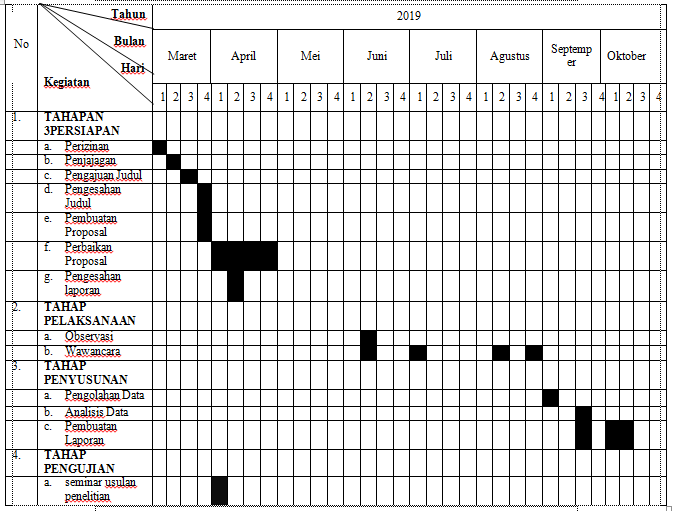 Tahun
2019
No
Bulan
Hari
Kegiatan
Maret April Mei Juni Juli Agustus Septemp
er Oktober
1 2 3 4 1 2 3 4 1 2 3 4 1 2 3 4 1 2 3 4 1 2 3 4 1 2 3 4 1 2 3 4
1. TAHAPAN
3PERSIAPAN
a. Perizinan
b. Penjajagan
c. Pengajuan Judul
d. Pengesahan
Judul
e. Pembuatan
Proposal
f. Perbaikan
Proposal
g. Pengesahan
laporan
2. TAHAP
PELAKSANAAN
a. Observasi
b. Wawancara
3. TAHAP
PENYUSUNAN
a. Pengolahan Data
b. Analisis Data
c. Pembuatan
Laporan
4. TAHAP
PENGUJIAN
a. seminar usulan
penelitian